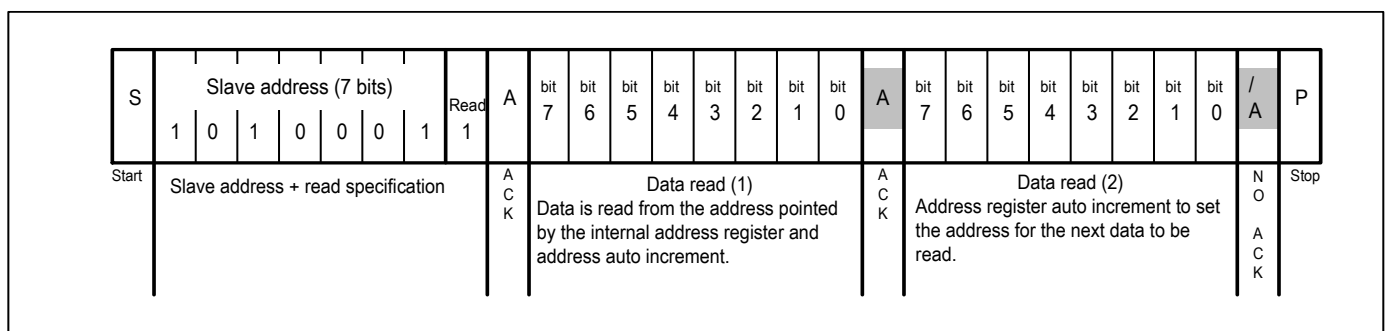 S Slave address (7 bits) Read A bit bit bit bit bit bit bit bit A bit bit bit bit bit bit bit bit / A P
1 0 1 0 0 0 1 1 7 6 5 4 3 2 1 0 7 6 5 4 3 2 1 0
Start Slave address + read specification ACK Data read (1) ACK Data read (2) NO ACK Stop
Data is read from the address pointed
by the internal address register and
address auto increment.
Address register auto increment to set
the address for the next data to be
read.